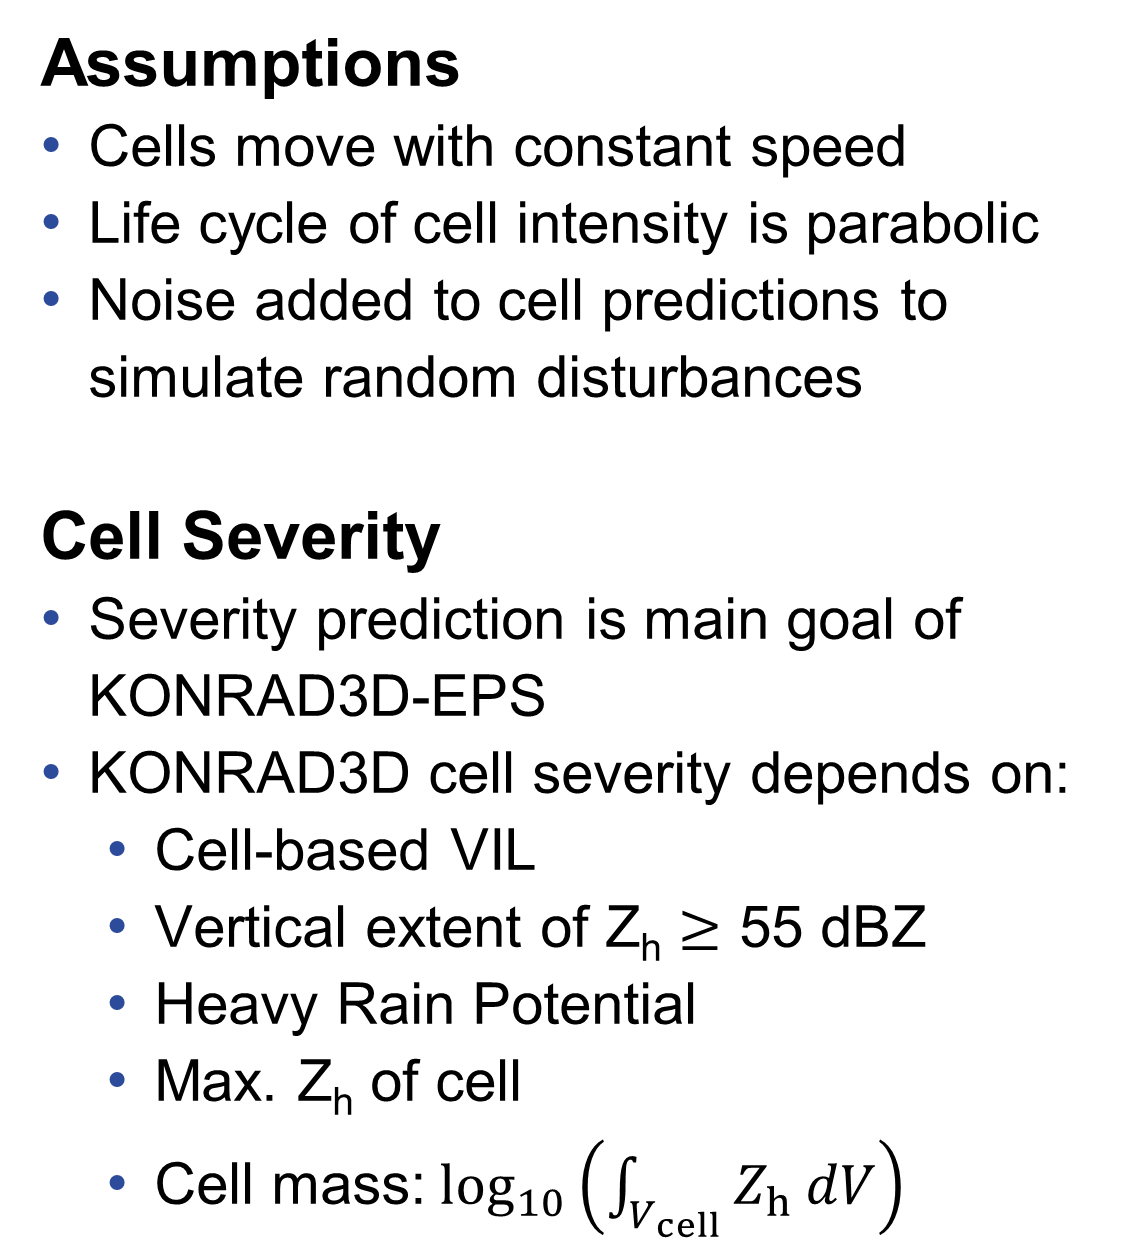 Assumptions
• Cells move with constant speed
• Life cycle of cell intensity is parabolic
• Noise added to cell predictions to
simulate random disturbances
Cell Severity
• Severity prediction is main goal of
KONRAD3D-EPS
• KONRAD3D cell severity depends on:
• Cell-based VIL
• Vertical extent of Zₕ ≥ 55 dBZ
• Heavy Rain Potential
• Max. Zₕ of cell
• Cell mass: log₁₀ (∫_{V_cell} Z_h dV)